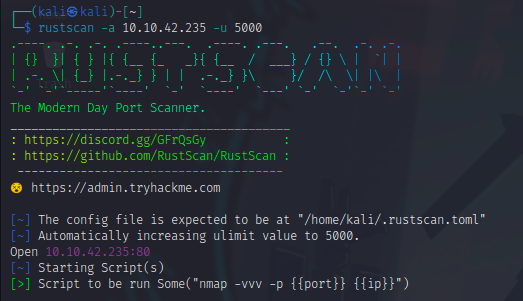 ┌──(kali㉿kali)-[~]
└─$ rustscan -a 10.10.42.235 -u 5000
.----. .-. .-. .----..---.  .----. .---.   .--.  .-. .-.
| {}  }| { } |{ {__ {_   _}{ {__  /  ___} / {} \ |  `| |
| .-. \| {_} |.-._} } | |  .-._} }\     }/  /\  \| |\  |
`-' `-'`-----'`----'  `-'  `----'  `---' `-'  `-'`-' `-'
The Modern Day Port Scanner.
________________________________________
: https://discord.gg/GFrQsGy           :
: https://github.com/RustScan/RustScan :
 --------------------------------------
😵 https://admin.tryhackme.com
[~] The config file is expected to be at "/home/kali/.rustscan.toml"
[~] Automatically increasing ulimit value to 5000.
Open 10.10.42.235:80
[~] Starting Script(s)
[>] Script to be run Some("nmap -vvv -p {{port}} {{ip}}")